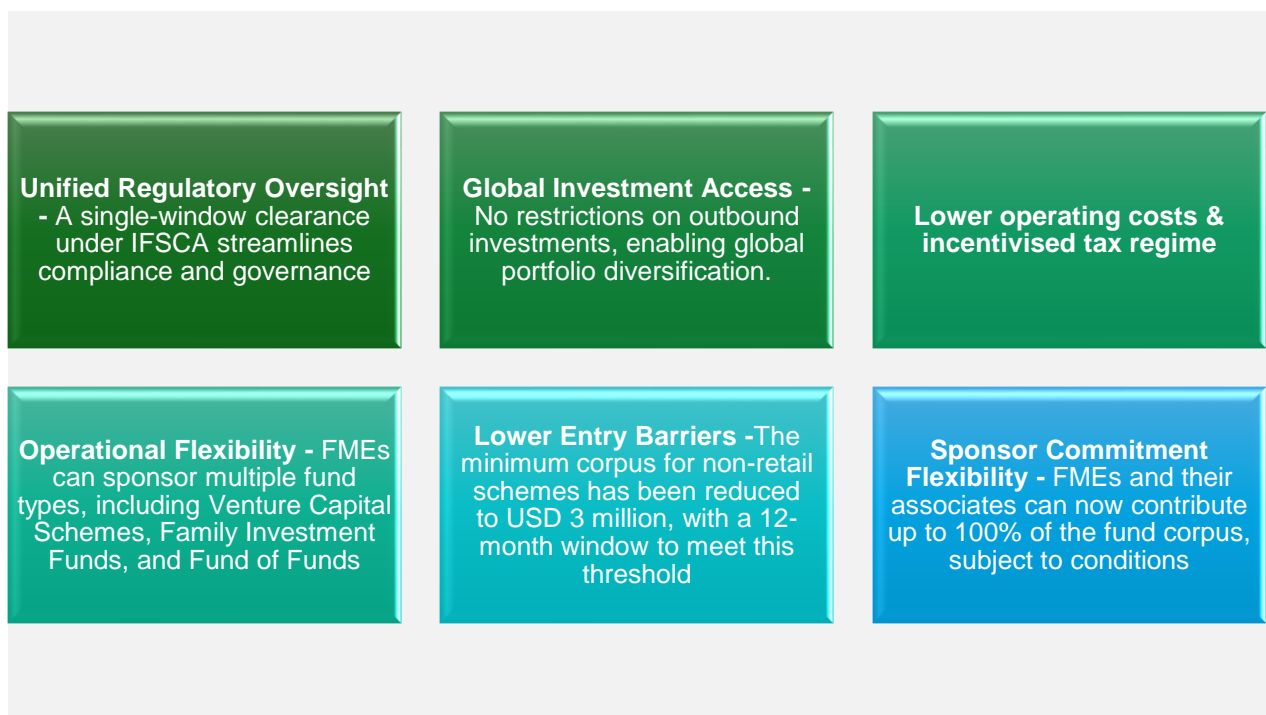 Unified Regulatory Oversight
- A single-window clearance
under IFSCA streamlines
compliance and governance
Global Investment Access -
No restrictions on outbound
investments, enabling global
portfolio diversification.
Lower operating costs &
incentivised tax regime
Operational Flexibility - FMEs
can sponsor multiple fund
types, including Venture Capital
Schemes, Family Investment
Funds, and Fund of Funds
Lower Entry Barriers -The
minimum corpus for non-retail
schemes has been reduced
to USD 3 million, with a 12-
month window to meet this
threshold
Sponsor Commitment
Flexibility - FMEs and their
associates can now contribute
up to 100% of the fund corpus,
subject to conditions